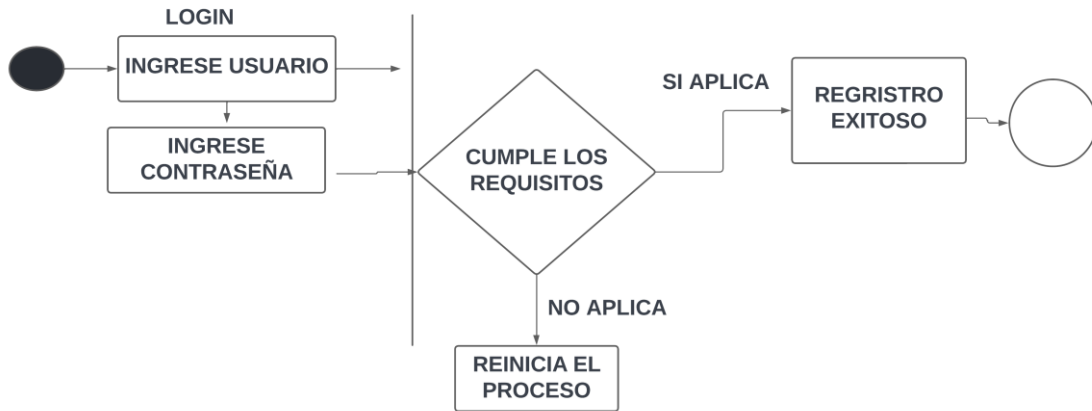 LOGIN
INGRESE USUARIO
INGRESE
CONTRASEÑA
CUMPLE LOS
REQUISITOS
SI APLICA
REGRISTRO
EXITOSO
NO APLICA
REINICIA EL
PROCESO